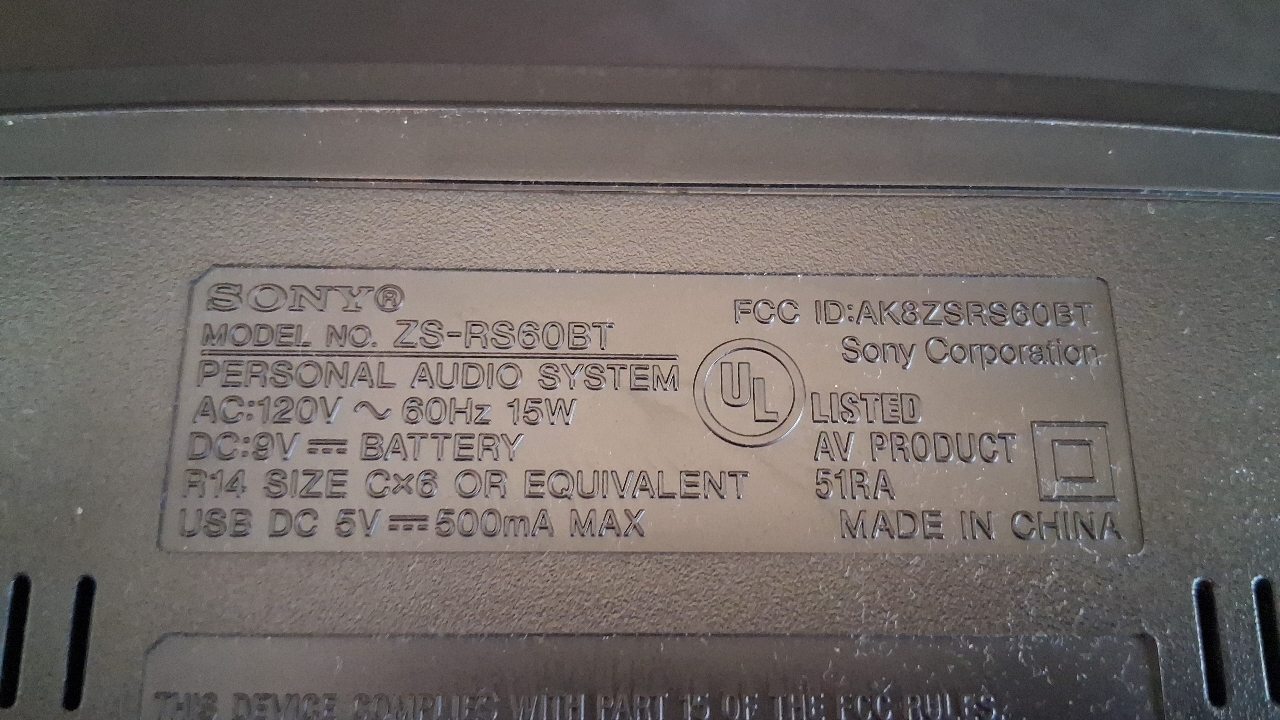 SONY®
MODEL NO. ZS-RS60BT
PERSONAL AUDIO SYSTEM
AC:120V ~ 60Hz 15W
DC:9V ⎓ BATTERY
R14 SIZE C×6 OR EQUIVALENT
USB DC 5V ⎓ 500mA MAX
FCC ID:AK8ZSRS60BT
Sony Corporation
UL LISTED
AV PRODUCT
51RA
MADE IN CHINA
THIS DEVICE COMPLIES WITH PART 15 OF THE FCC RULES.